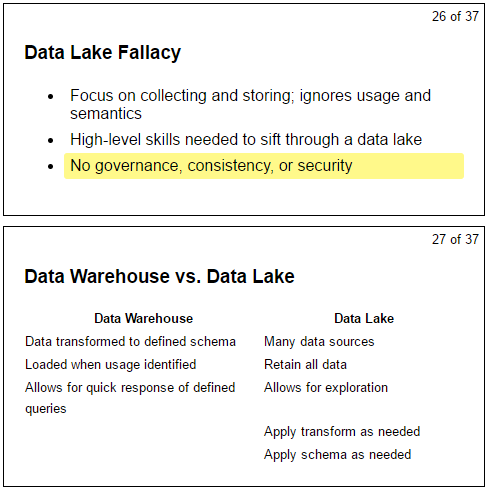 26 of 37
Data Lake Fallacy
• Focus on collecting and storing; ignores usage and
semantics
• High-level skills needed to sift through a data lake
• No governance, consistency, or security
27 of 37
Data Warehouse vs. Data Lake
Data Warehouse Data Lake
Data transformed to defined schema Many data sources
Loaded when usage identified Retain all data
Allows for quick response of defined Allows for exploration
queries
Apply transform as needed
Apply schema as needed